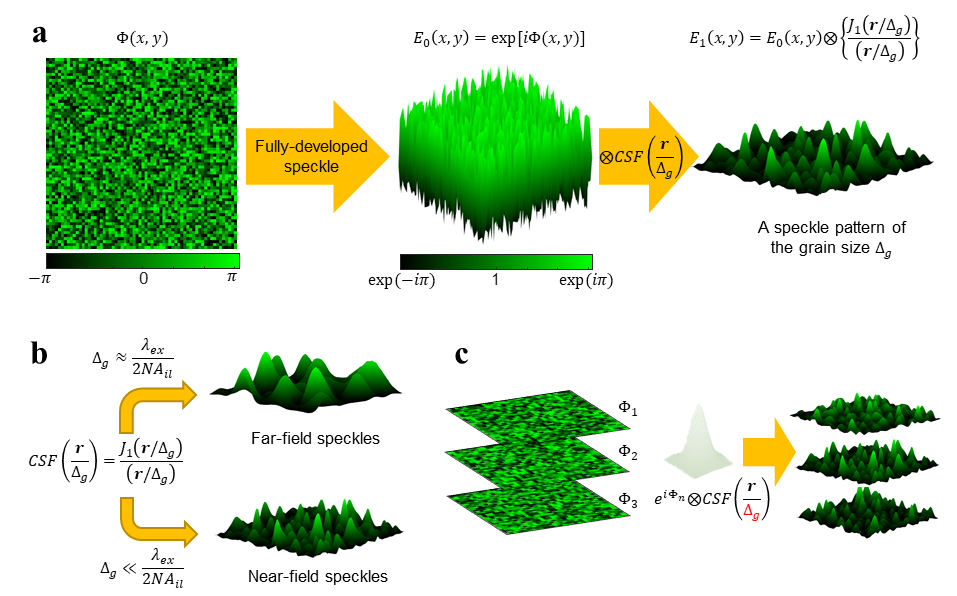 a
Φ(x, y)
E₀(x, y) = exp[iΦ(x, y)]
E₁(x, y) = E₀(x, y)⊗{J₁(r/Δg)/(r/Δg)}
Fully-developed
speckle
⊗CSF(r/Δg)
−π 0 π
exp(−iπ) 1 exp(iπ)
A speckle pattern of
the grain size Δg
b
Δg ≈ λex/2NAil
Far-field speckles
CSF(r/Δg) = J₁(r/Δg)/(r/Δg)
Δg ≪ λex/2NAil
Near-field speckles
c
Φ₁
Φ₂
Φ₃
e^{iΦn}⊗CSF(r/Δg)